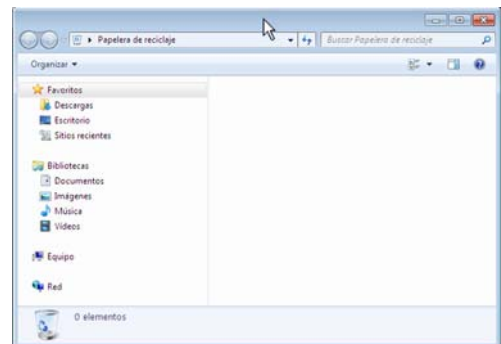 Papelera de reciclaje
Buscar Papelera de reciclaje
Organizar
Favoritos
Descargas
Escritorio
Sitios recientes
Bibliotecas
Documentos
Imágenes
Música
Vídeos
Equipo
Red
0 elementos